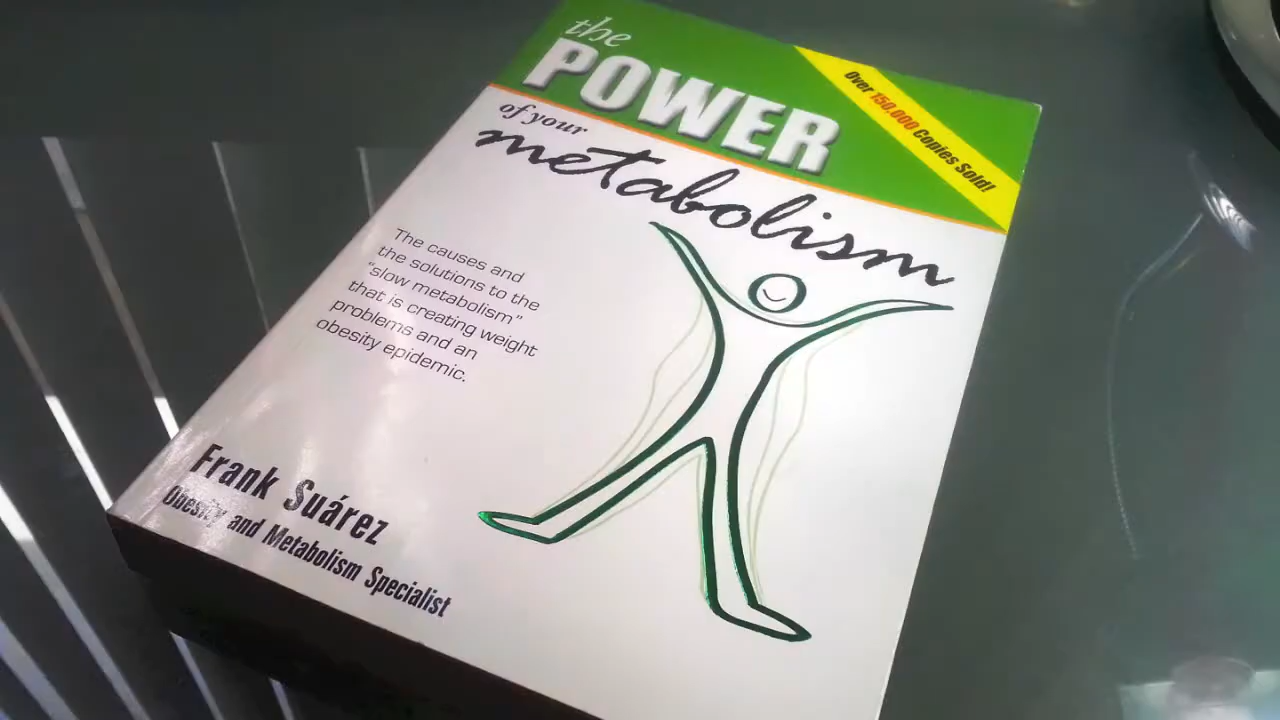 the
POWER
of your
metabolism
Over 150,000 Copies Sold!
The causes and
the solutions to the
"slow metabolism"
that is creating weight
problems and an
obesity epidemic.
Frank Suárez
Obesity and Metabolism Specialist